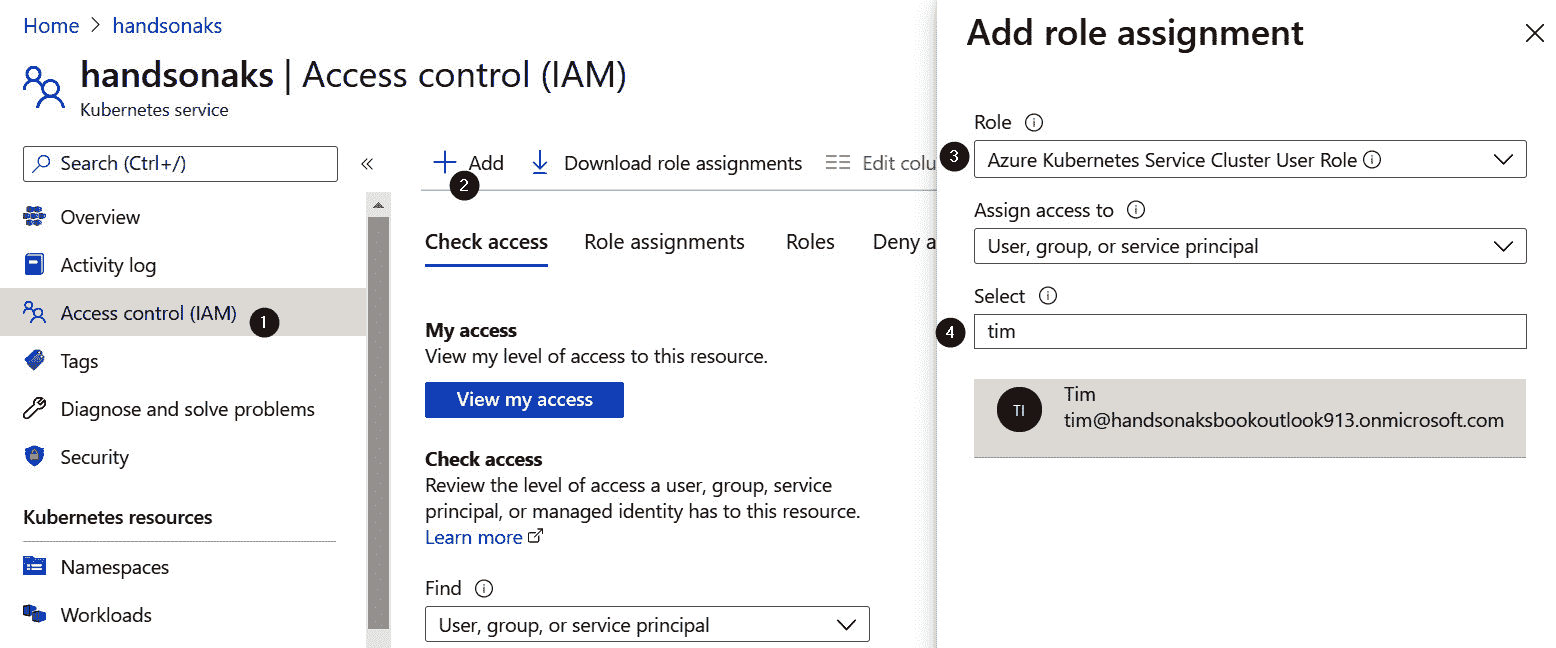 Home > handsonaks
handsonaks | Access control (IAM)
Kubernetes service
Search (Ctrl+/)
«
Overview
Activity log
Access control (IAM) 1
Tags
Diagnose and solve problems
Security
Kubernetes resources
Namespaces
Workloads
+ Add
2
Download role assignments
Edit colu
Check access
Role assignments
Roles
Deny a
My access
View my level of access to this resource.
View my access
Check access
Review the level of access a user, group, service
principal, or managed identity has to this resource.
Learn more
Find
User, group, or service principal
Add role assignment
Role
3 Azure Kubernetes Service Cluster User Role
Assign access to
User, group, or service principal
Select
4 tim
TI
Tim
tim@handsonaksbookoutlook913.onmicrosoft.com